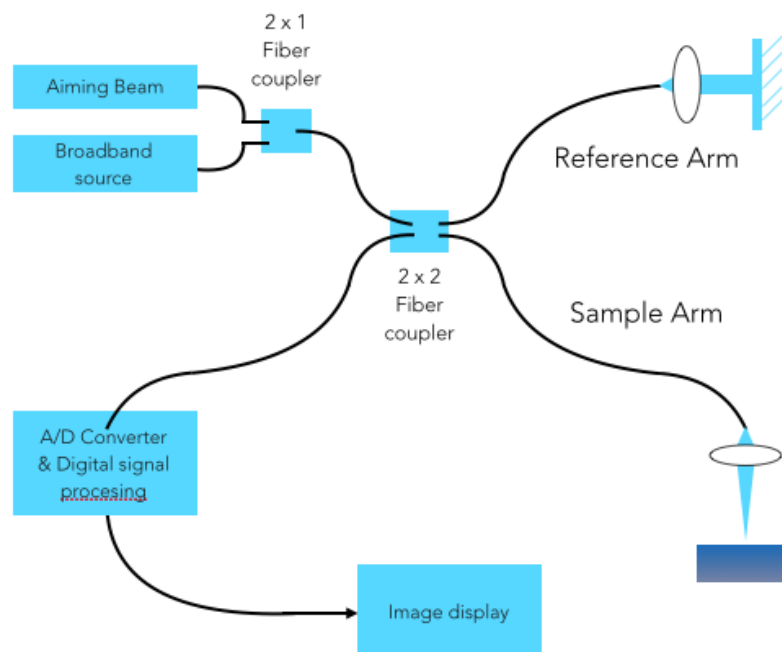 2 x 1
Fiber
coupler
Aiming Beam
Broadband
source
Reference Arm
2 x 2
Fiber
coupler
Sample Arm
A/D Converter
& Digital signal
procesing
Image display